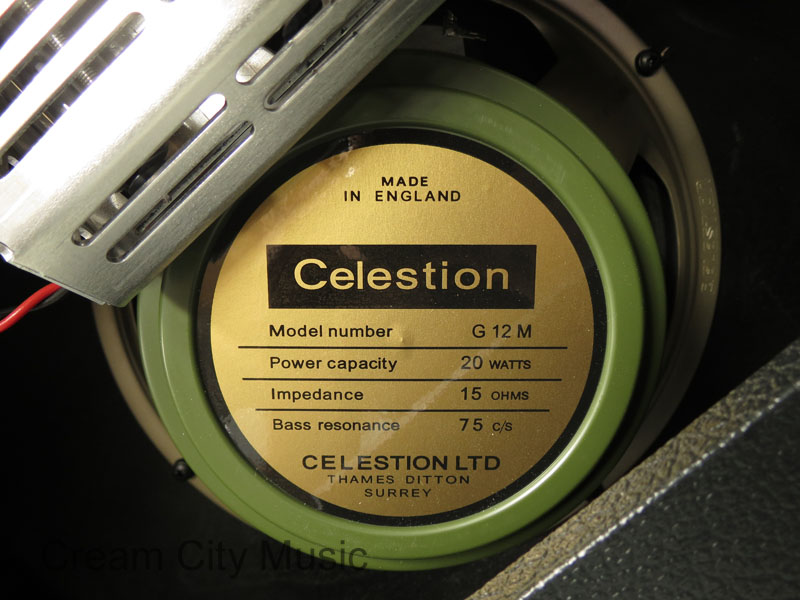 MADE
IN ENGLAND
Celestion
Model number G 12 M
Power capacity 20 WATTS
Impedance 15 OHMS
Bass resonance 75 C/S
CELESTION LTD
THAMES DITTON
SURREY
CELESTION
Cream City Music